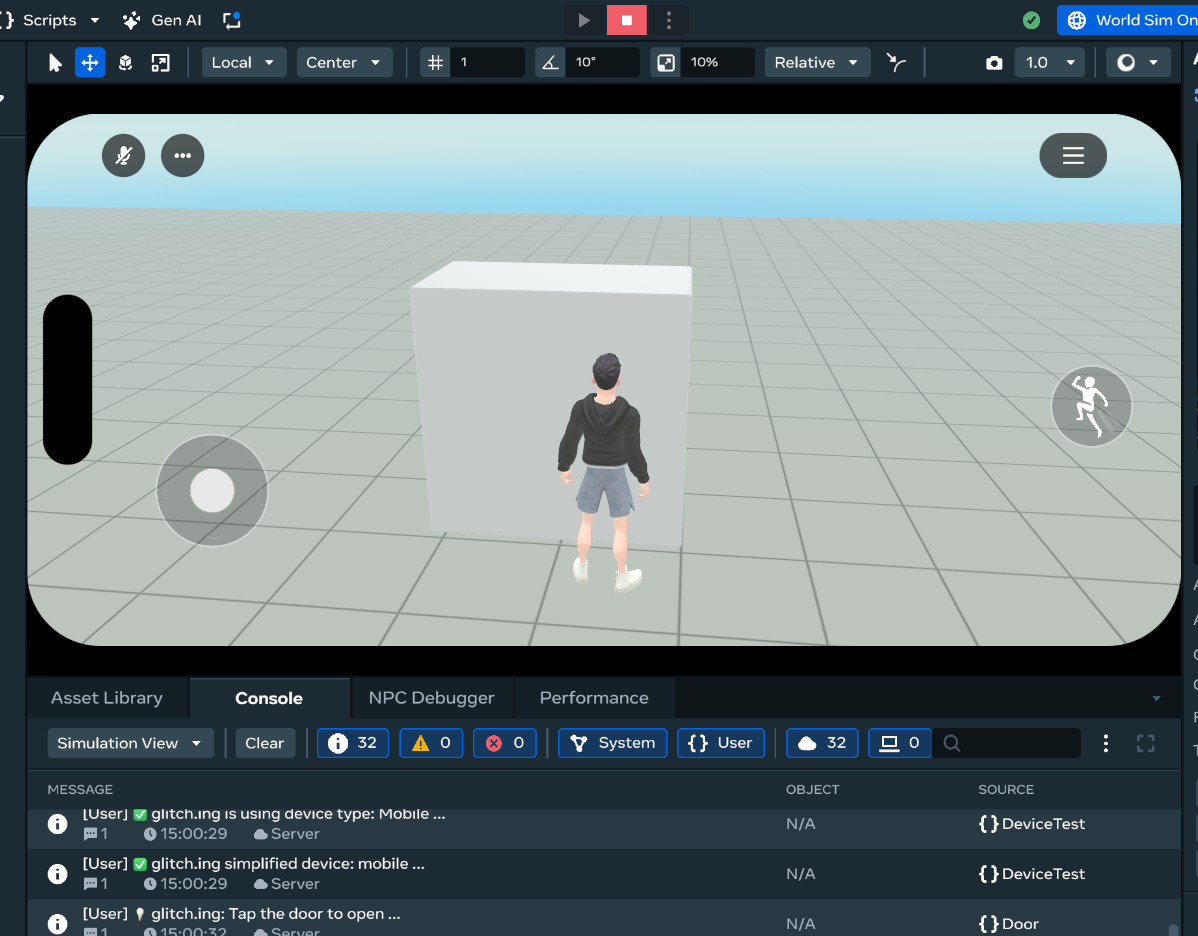 Scripts
Gen AI
World Sim On
Local
Center
1
10°
10%
Relative
1.0
Asset Library
Console
NPC Debugger
Performance
Simulation View
Clear
32
0
0
System
{} User
32
0
MESSAGE OBJECT SOURCE
[User] ✅ glitch.ing is using device type: Mobile ...
1 15:00:29 Server
N/A
{} DeviceTest
[User] ✅ glitch.ing simplified device: mobile ...
1 15:00:29 Server
N/A
{} DeviceTest
[User] 💡 glitch.ing: Tap the door to open ...
1 15:00:32 Server
N/A
{} Door